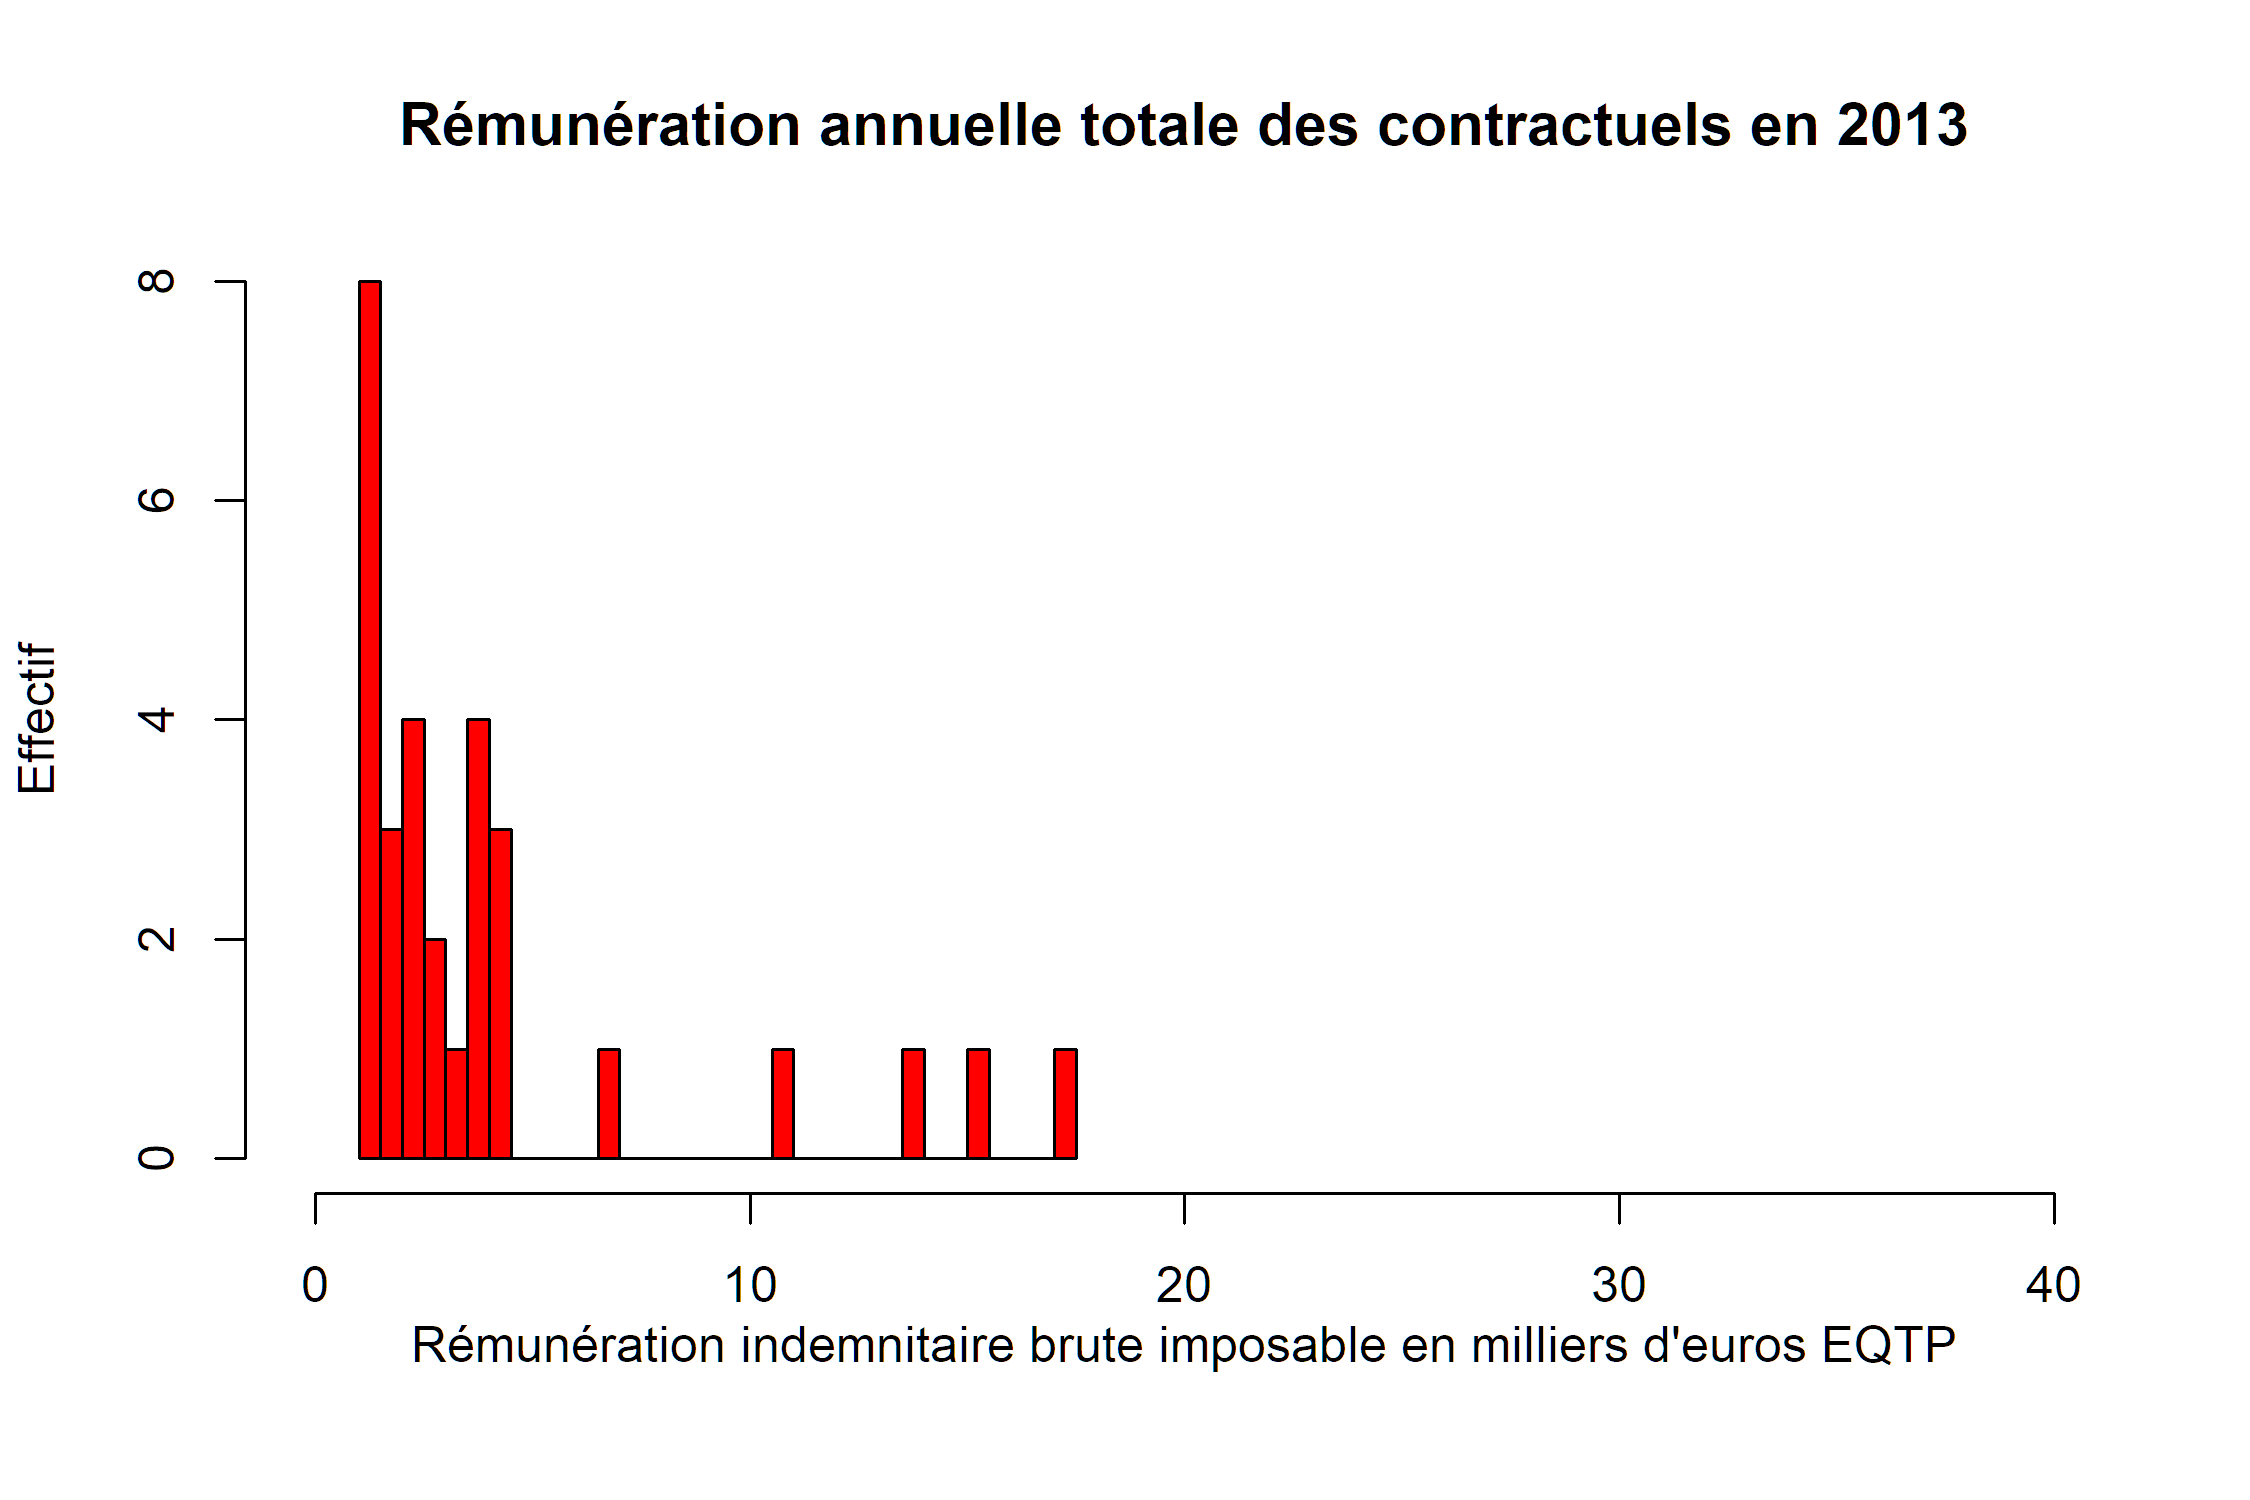 Rémunération annuelle totale des contractuels en 2013
8
6
4
2
0
Effectif
0 10 20 30 40
Rémunération indemnitaire brute imposable en milliers d'euros EQTP